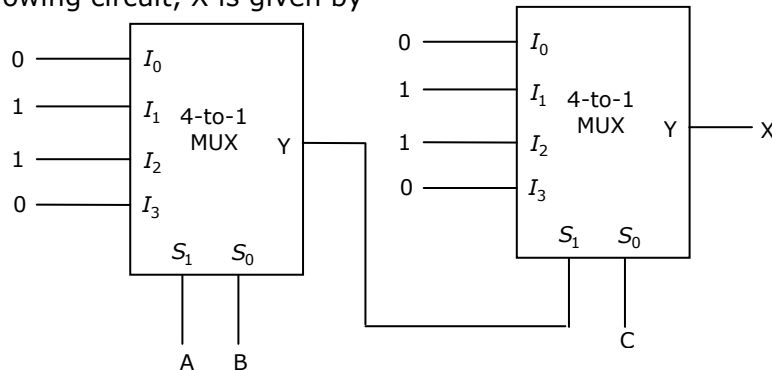 owing circuit, X is given by
0 I0
1 I1
1 I2
0 I3
4-to-1
MUX
Y
S1 S0
A B
0 I0
1 I1
1 I2
0 I3
4-to-1
MUX
Y
X
S1 S0
C